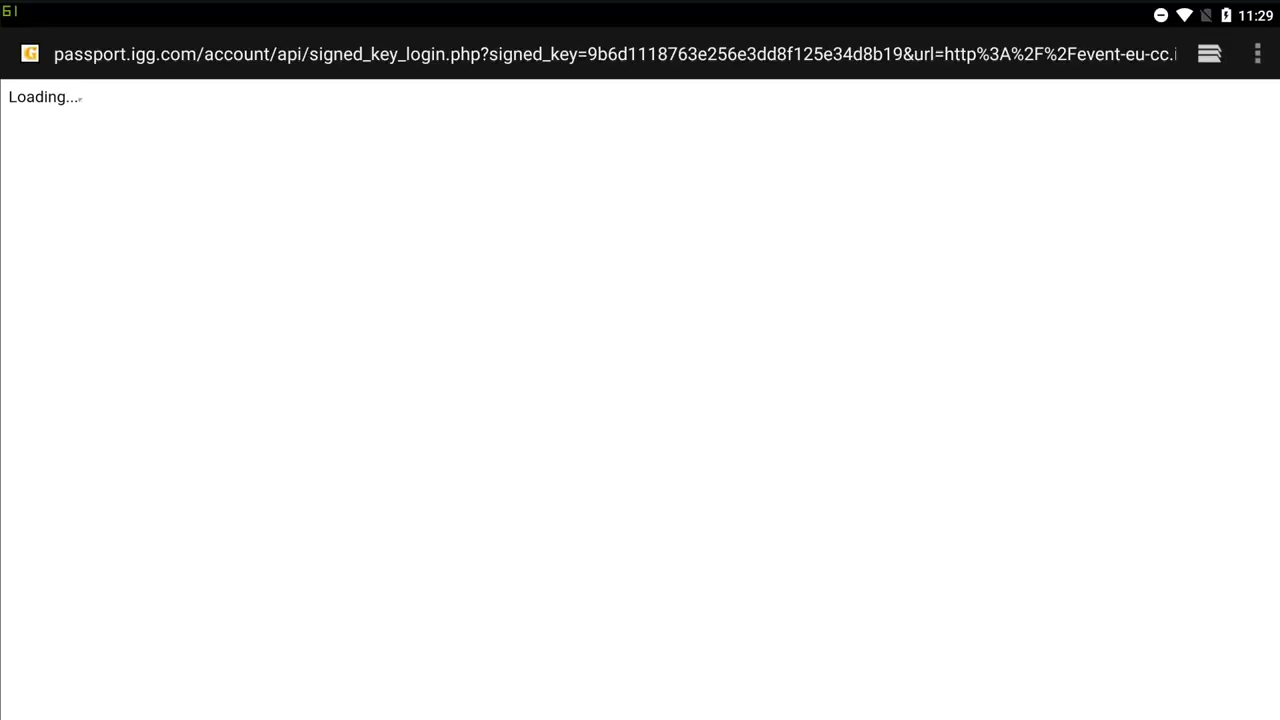 61
11:29
passport.igg.com/account/api/signed_key_login.php?signed_key=9b6d1118763e256e3dd8f125e34d8b19&url=http%3A%2F%2Fevent-eu-cc.i
Loading...